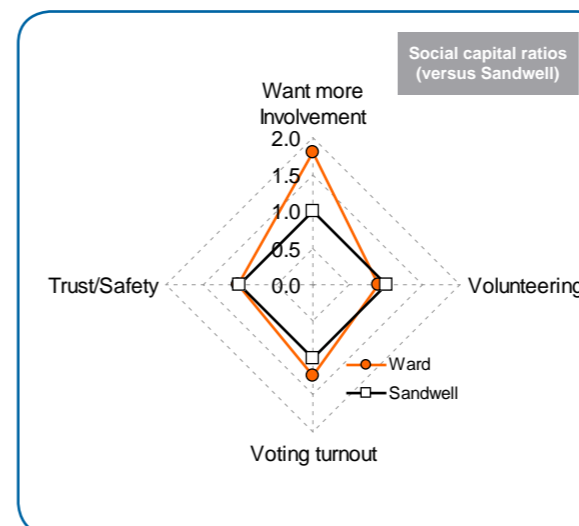 Social capital ratios
(versus Sandwell)
Want more
Involvement
2.0
1.5
1.0
0.5
0.0
Trust/Safety
Volunteering
Ward
Sandwell
Voting turnout